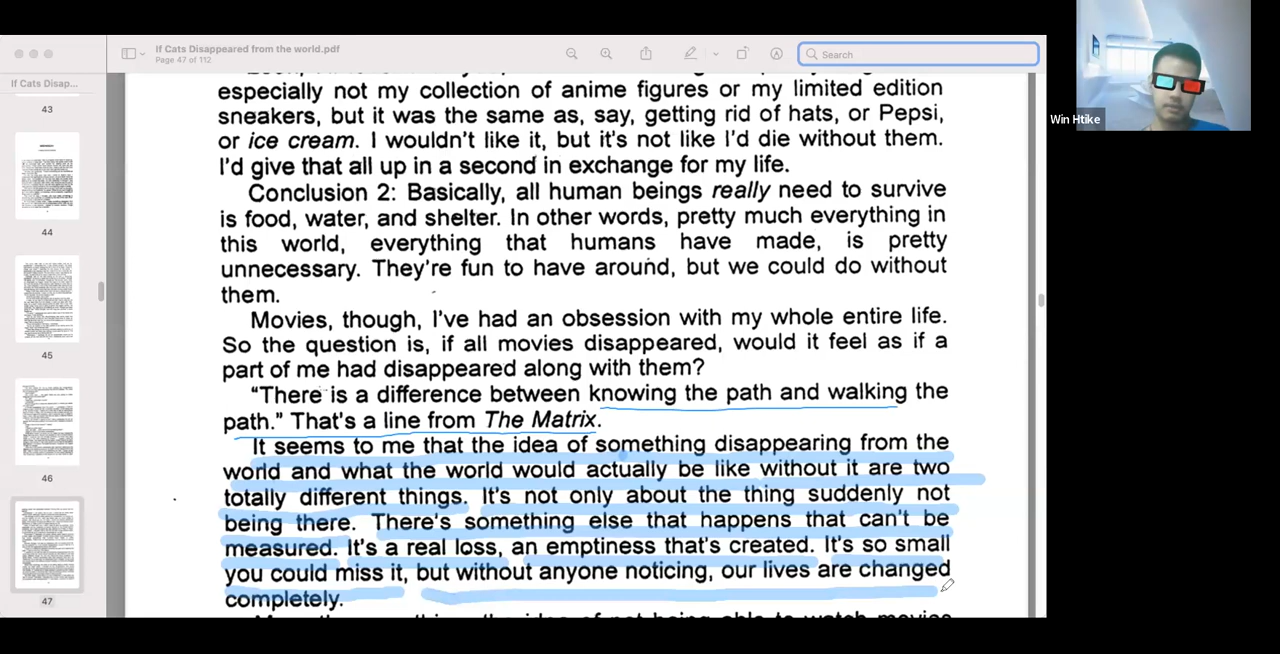 If Cats Disappeared from the world.pdf
Page 47 of 112
Search
Win Htike
If Cats Disap...
43
44
45
46
47
especially not my collection of anime figures or my limited edition
sneakers, but it was the same as, say, getting rid of hats, or Pepsi,
or ice cream. I wouldn't like it, but it's not like I'd die without them.
I'd give that all up in a second in exchange for my life.
Conclusion 2: Basically, all human beings really need to survive
is food, water, and shelter. In other words, pretty much everything in
this world, everything that humans have made, is pretty
unnecessary. They're fun to have around, but we could do without
them.
Movies, though, I've had an obsession with my whole entire life.
So the question is, if all movies disappeared, would it feel as if a
part of me had disappeared along with them?
"There is a difference between knowing the path and walking the
path." That's a line from The Matrix.
It seems to me that the idea of something disappearing from the
world and what the world would actually be like without it are two
totally different things. It's not only about the thing suddenly not
being there. There's something else that happens that can't be
measured. It's a real loss, an emptiness that's created. It's so small
you could miss it, but without anyone noticing, our lives are changed
completely.